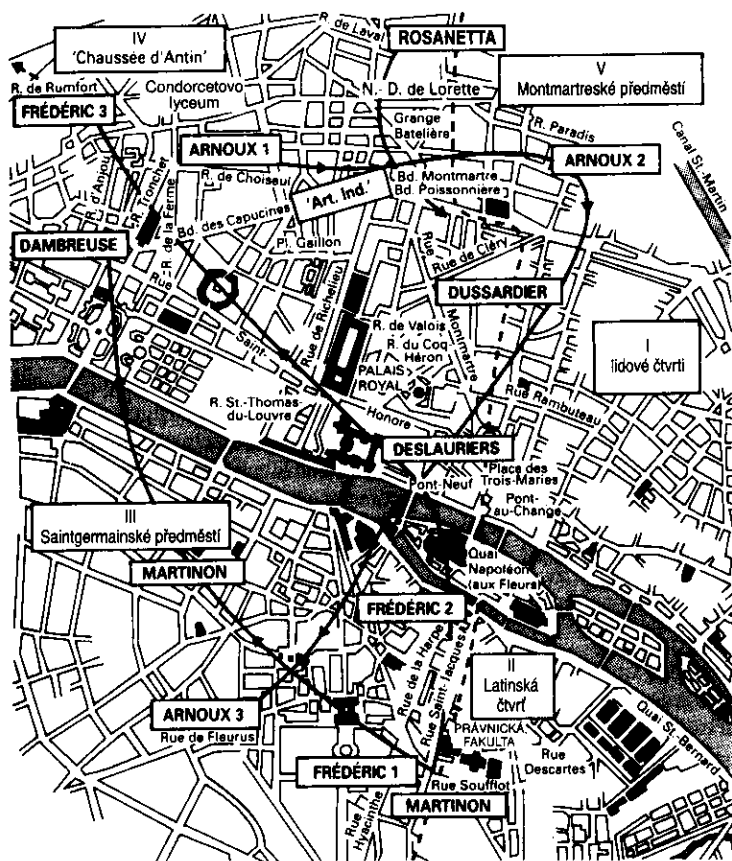 R. de Laval
IV
'Chaussée d'Antin'
ROSANETTA
V
Montmartreské předměstí
R. de Rumfort
Condorcetovo
lyceum
N.- D. de Lorette
FRÉDÉRIC 3
Grange
Batelière
R. Paradis
Canal St-Martin
ARNOUX 1
ARNOUX 2
R. d'Anjou
R. Tronchet
R. de la Ferme
R. de Choiseul
'Art. Ind.'
Bd. Montmartre
Bd. Poissonnière
Bd. des Capucines
DAMBREUSE
Pl. Gaillon
Rue
Rue de Cléry
Rue
Saint-
Rue de Richelieu
DUSSARDIER
Montmartre
R. de Valois
R. du Coq
Héron
PALAIS
ROYAL
I
lidové čtvrti
Rue Rambuteau
R. St.-Thomas-
du-Louvre
Honore
DESLAURIERS
Place des
Trois-Maries
Pont-Neuf
Pont-
au-Change
III
Saintgermainské předměstí
MARTINON
Quai
Napoléon
(aux Fleurs)
FRÉDÉRIC 2
Rue de la Harpe
Rue Saint-Jacques
II
Latinská
čtvrť
ARNOUX 3
Rue de Fleurus
PRÁVNICKÁ
FAKULTA
Quai St.-Bernard
Rue
Descartes
FRÉDÉRIC 1
Rue Soufflot
MARTINON
Rue
Hyacinthe